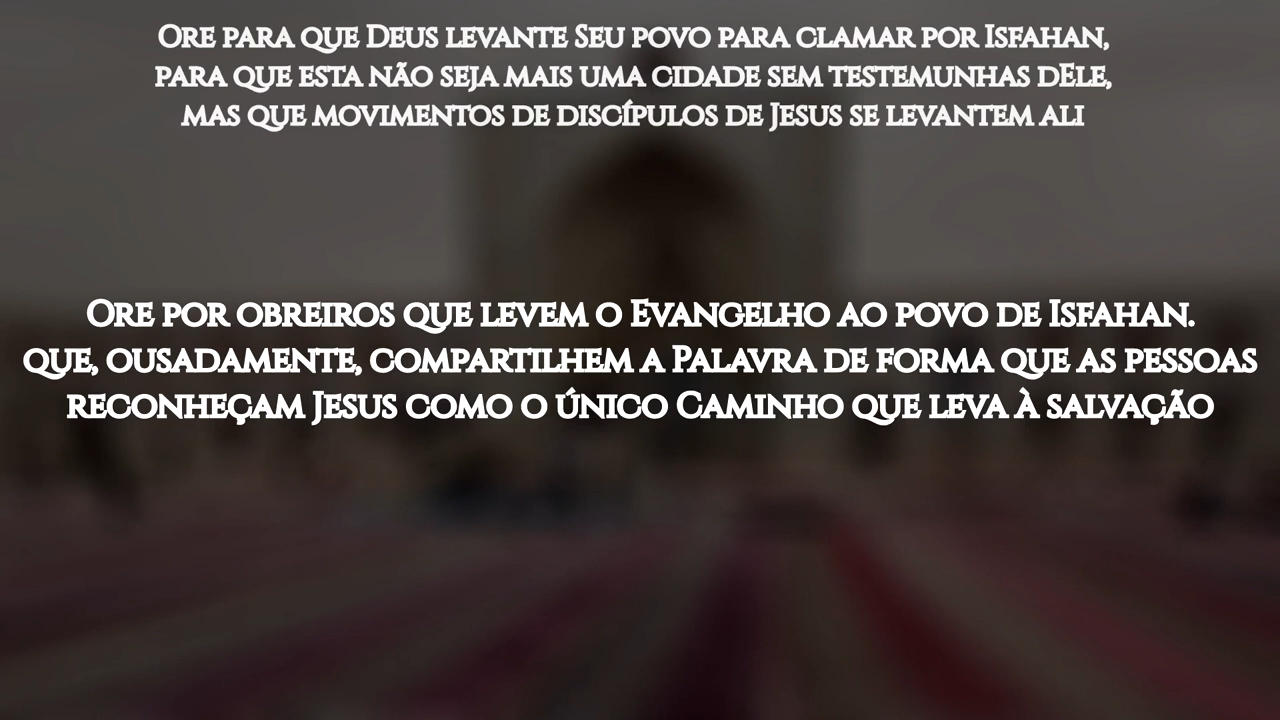 Ore para que Deus levante Seu povo para clamar por Isfahan,
para que esta não seja mais uma cidade sem testemunhas dEle,
mas que movimentos de discípulos de Jesus se levantem ali
Ore por obreiros que levem o Evangelho ao povo de Isfahan.
que, ousadamente, compartilhem a Palavra de forma que as pessoas
reconheçam Jesus como o único Caminho que leva à salvação